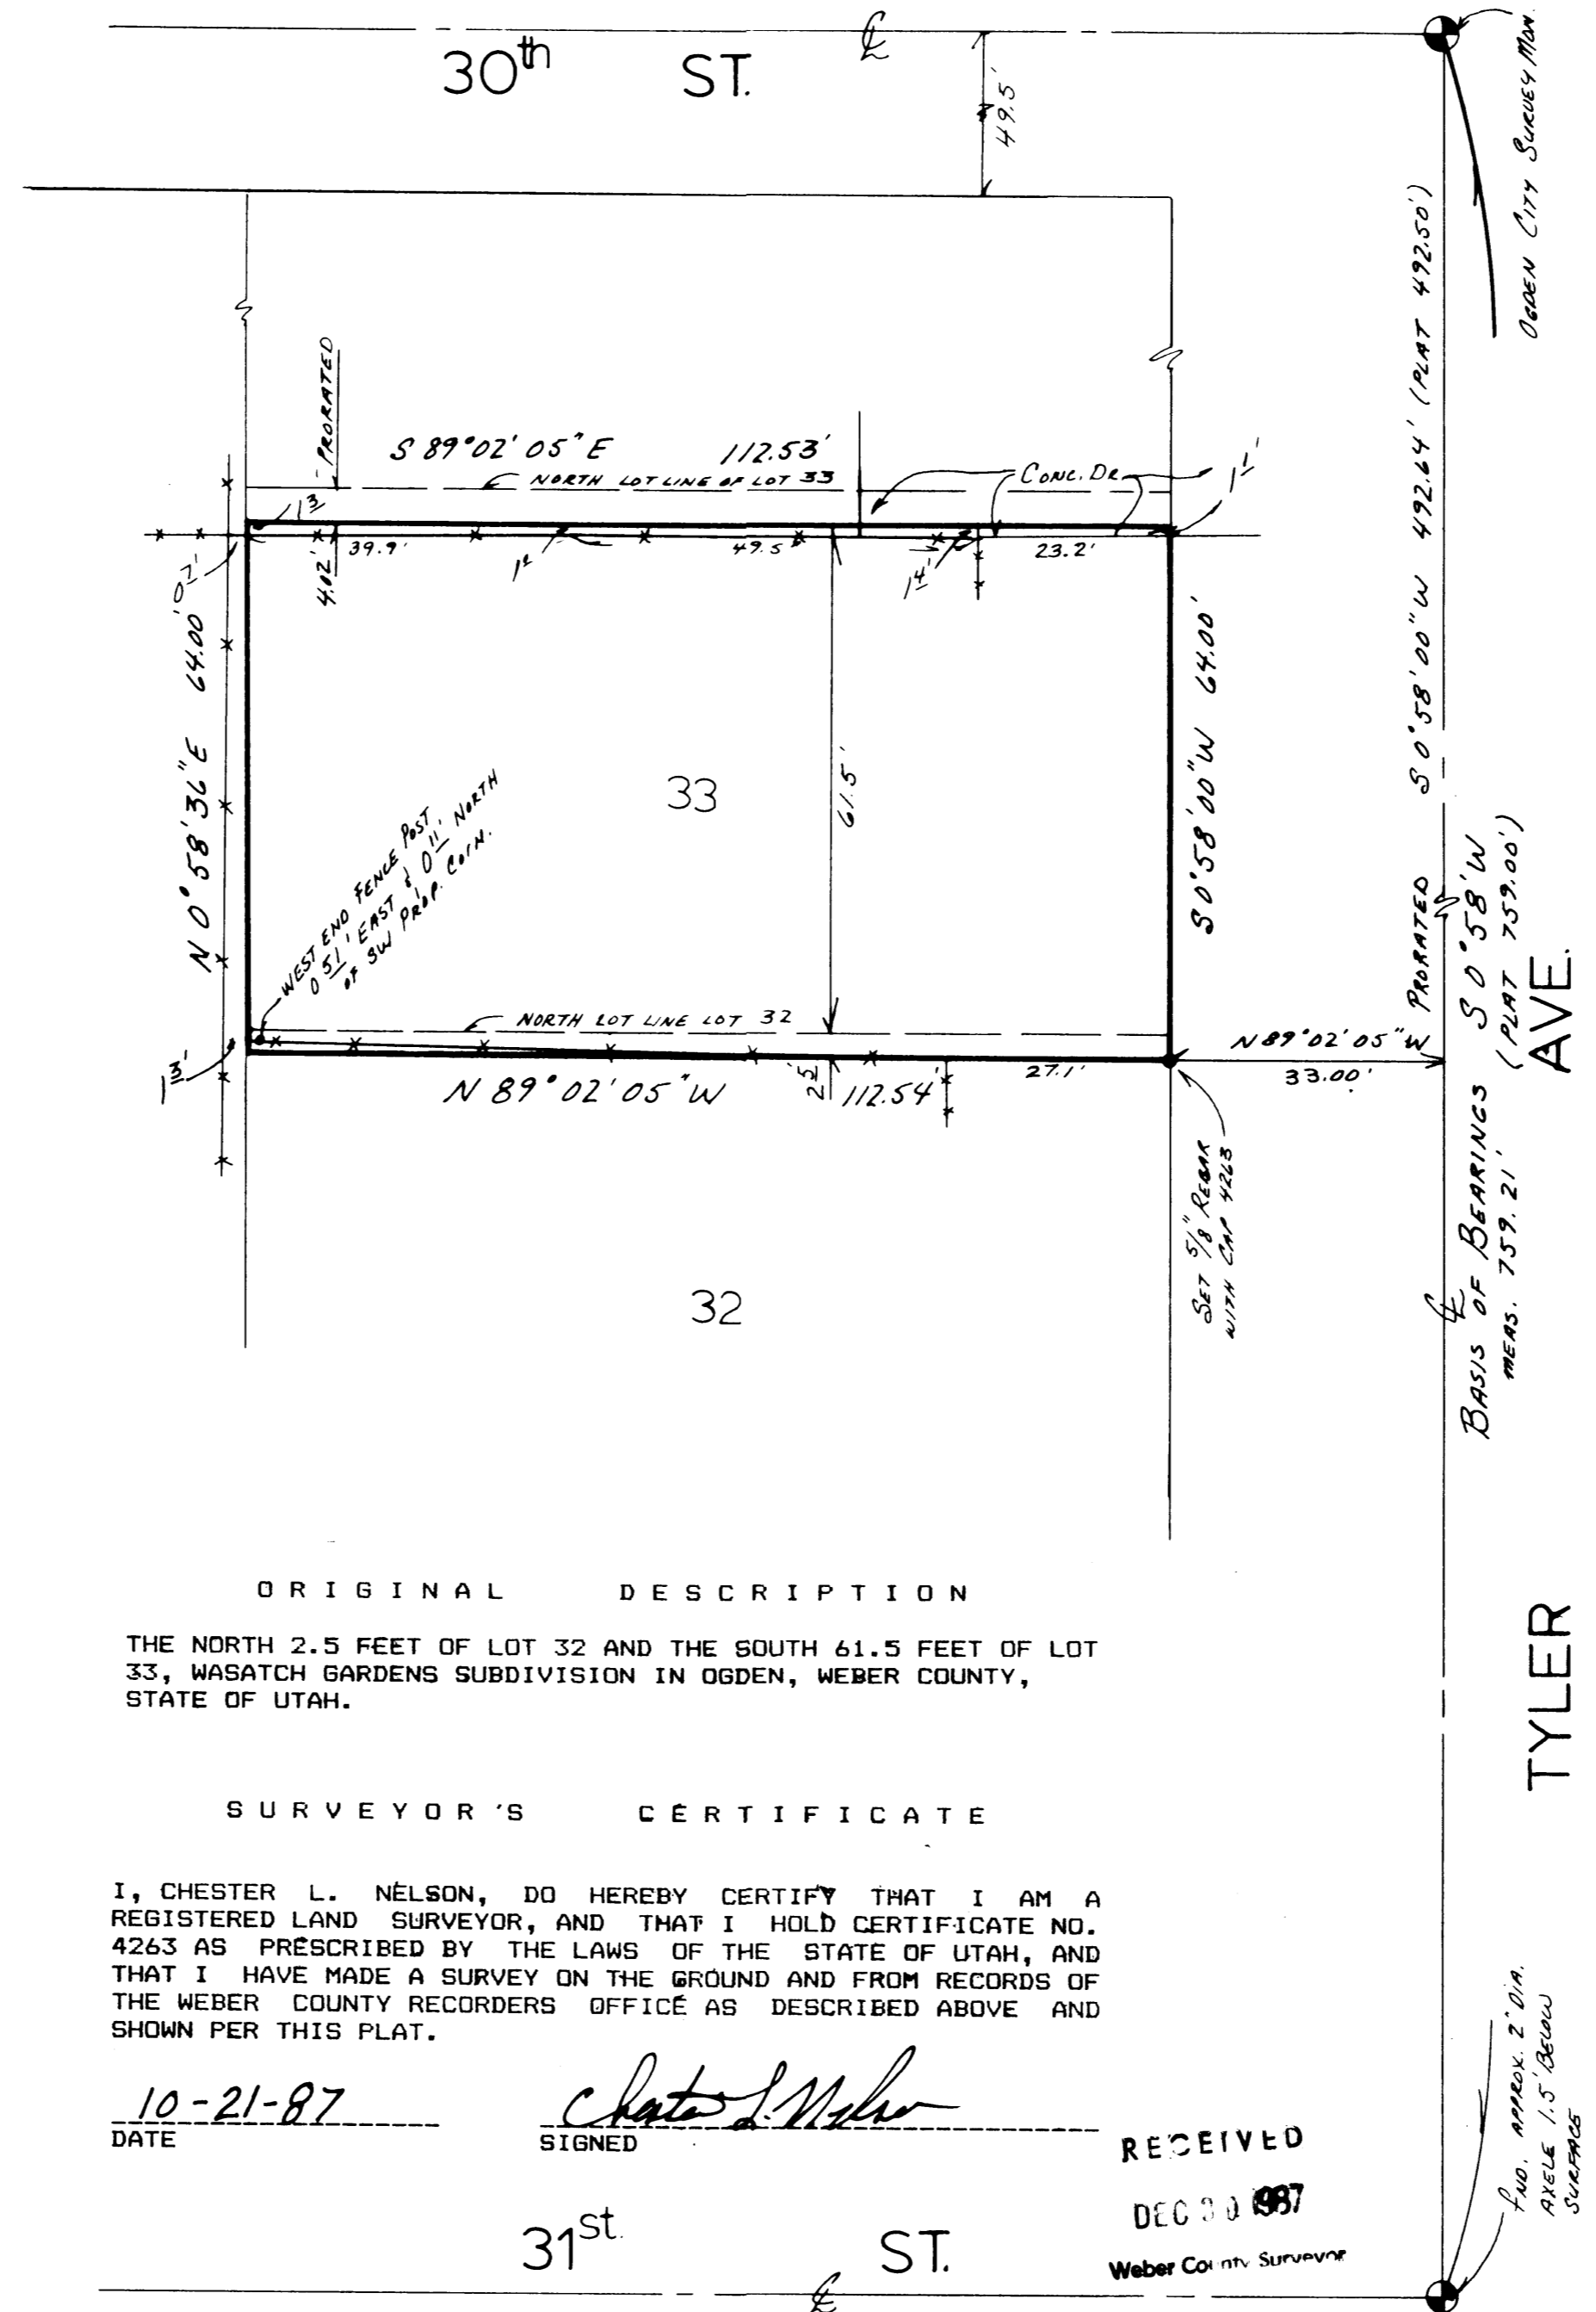 30th ST.
℄
49.5'
OGDEN CITY SURVEY MON.
S 0°58'00"W 492.64' (PLAT 492.50')
PRORATED
PRORATED
S 89°02'05"E 112.53'
NORTH LOT LINE OF LOT 33
CONC. DR.
1 1'
1 3'
39.9'
49.5
23.2'
4.02'
1 4'
0 7'
N 0°58'36"E 64.00'
33
61.5'
S 0°58'00"W 64.00'
WEST END FENCE POST,
0 51' EAST & 0 11' NORTH
OF SW PROP. CORN.
NORTH LOT LINE LOT 32
1 3'
N 89°02'05"W 112.54'
2 5'
27.1'
N 89°02'05"W
33.00'
SET 5/8" REBAR
WITH CAP 4263
BASIS OF BEARINGS S 0°58'W
MEAS. 759.21' (PLAT 759.00')
℄
TYLER AVE.
32
ORIGINAL DESCRIPTION
THE NORTH 2.5 FEET OF LOT 32 AND THE SOUTH 61.5 FEET OF LOT
33, WASATCH GARDENS SUBDIVISION IN OGDEN, WEBER COUNTY,
STATE OF UTAH.
SURVEYOR'S CERTIFICATE
I, CHESTER L. NELSON, DO HEREBY CERTIFY THAT I AM A
REGISTERED LAND SURVEYOR, AND THAT I HOLD CERTIFICATE NO.
4263 AS PRESCRIBED BY THE LAWS OF THE STATE OF UTAH, AND
THAT I HAVE MADE A SURVEY ON THE GROUND AND FROM RECORDS OF
THE WEBER COUNTY RECORDERS OFFICE AS DESCRIBED ABOVE AND
SHOWN PER THIS PLAT.
10-21-87
DATE
Chester L. Nelson
SIGNED
RECEIVED
DEC 30 1987
Weber County Surveyor
FND. APPROX. 2" DIA.
AXELE 1.5' BELOW
SURFACE
31st. ST.
℄